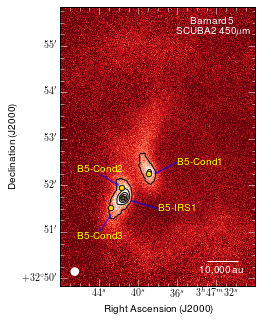 Barnard 5
SCUBA2 450μm
55′
54′
53′
52′
51′
+32°50′
B5-Cond1
B5-Cond2
B5-IRS1
B5-Cond3
10,000 au
44ˢ
40ˢ
36ˢ
3ʰ47ᵐ32ˢ
Declination (J2000)
Right Ascension (J2000)